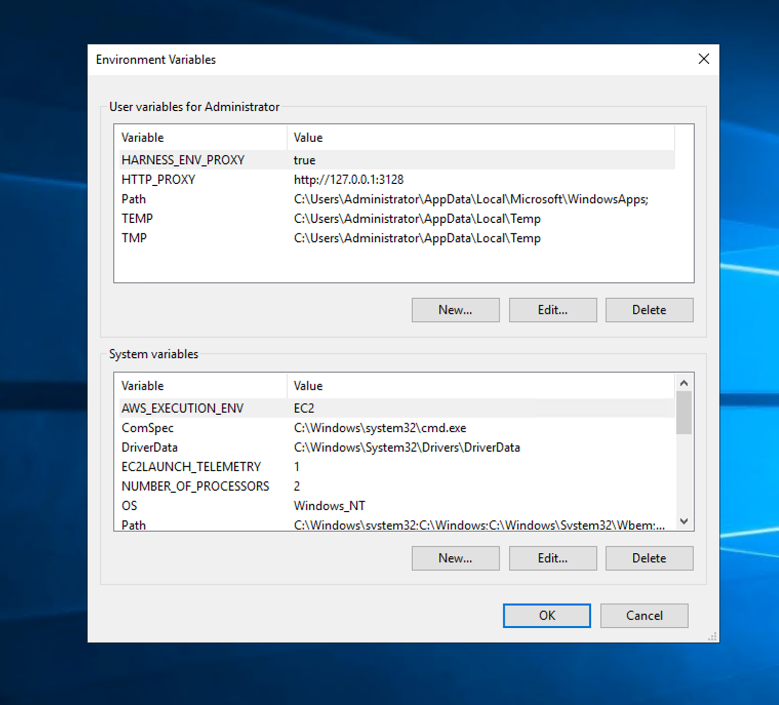 Environment Variables
User variables for Administrator
Variable Value
HARNESS_ENV_PROXY true
HTTP_PROXY http://127.0.0.1:3128
Path C:\Users\Administrator\AppData\Local\Microsoft\WindowsApps;
TEMP C:\Users\Administrator\AppData\Local\Temp
TMP C:\Users\Administrator\AppData\Local\Temp
New... Edit... Delete
System variables
Variable Value
AWS_EXECUTION_ENV EC2
ComSpec C:\Windows\system32\cmd.exe
DriverData C:\Windows\System32\Drivers\DriverData
EC2LAUNCH_TELEMETRY 1
NUMBER_OF_PROCESSORS 2
OS Windows_NT
Path C:\Windows\system32;C:\Windows;C:\Windows\System32\Wbem;...
New... Edit... Delete
OK Cancel